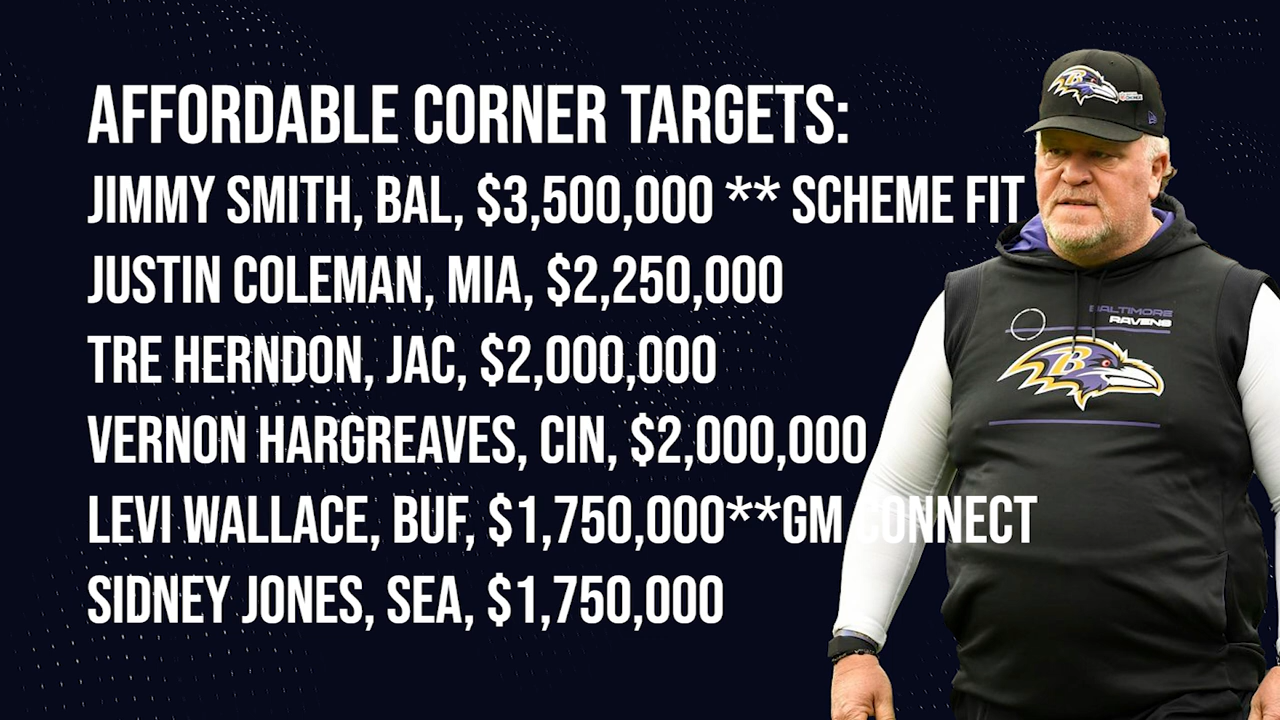 AFFORDABLE CORNER TARGETS:
JIMMY SMITH, BAL, $3,500,000 ** SCHEME FIT
JUSTIN COLEMAN, MIA, $2,250,000
TRE HERNDON, JAC, $2,000,000
VERNON HARGREAVES, CIN, $2,000,000
LEVI WALLACE, BUF, $1,750,000**GM CONNECT
SIDNEY JONES, SEA, $1,750,000
BALTIMORE
RAVENS
B
B